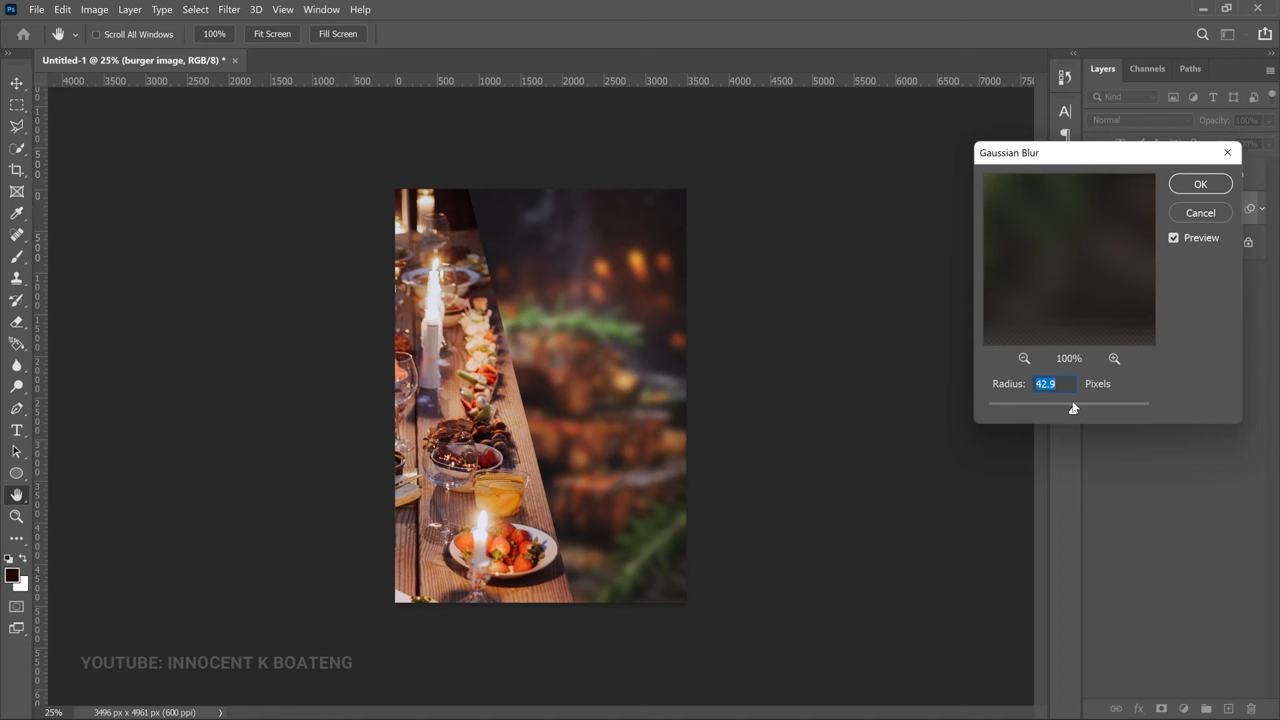 Ps File Edit Image Layer Type Select Filter 3D View Window Help
Scroll All Windows 100% Fit Screen Fill Screen
Untitled-1 @ 25% (burger image, RGB/8) * ×
4000 3500 3000 2500 2000 1500 1000 500 0 500 1000 1500 2000 2500 3000 3500 4000 4500 5000 5500 6000 6500 7000
Layers Channels Paths
Kind
Normal Opacity: 100%
Gaussian Blur
OK
Cancel
Preview
100%
Radius: 42.9 Pixels
YOUTUBE: INNOCENT K BOATENG
25% 3496 px x 4961 px (600 ppi)